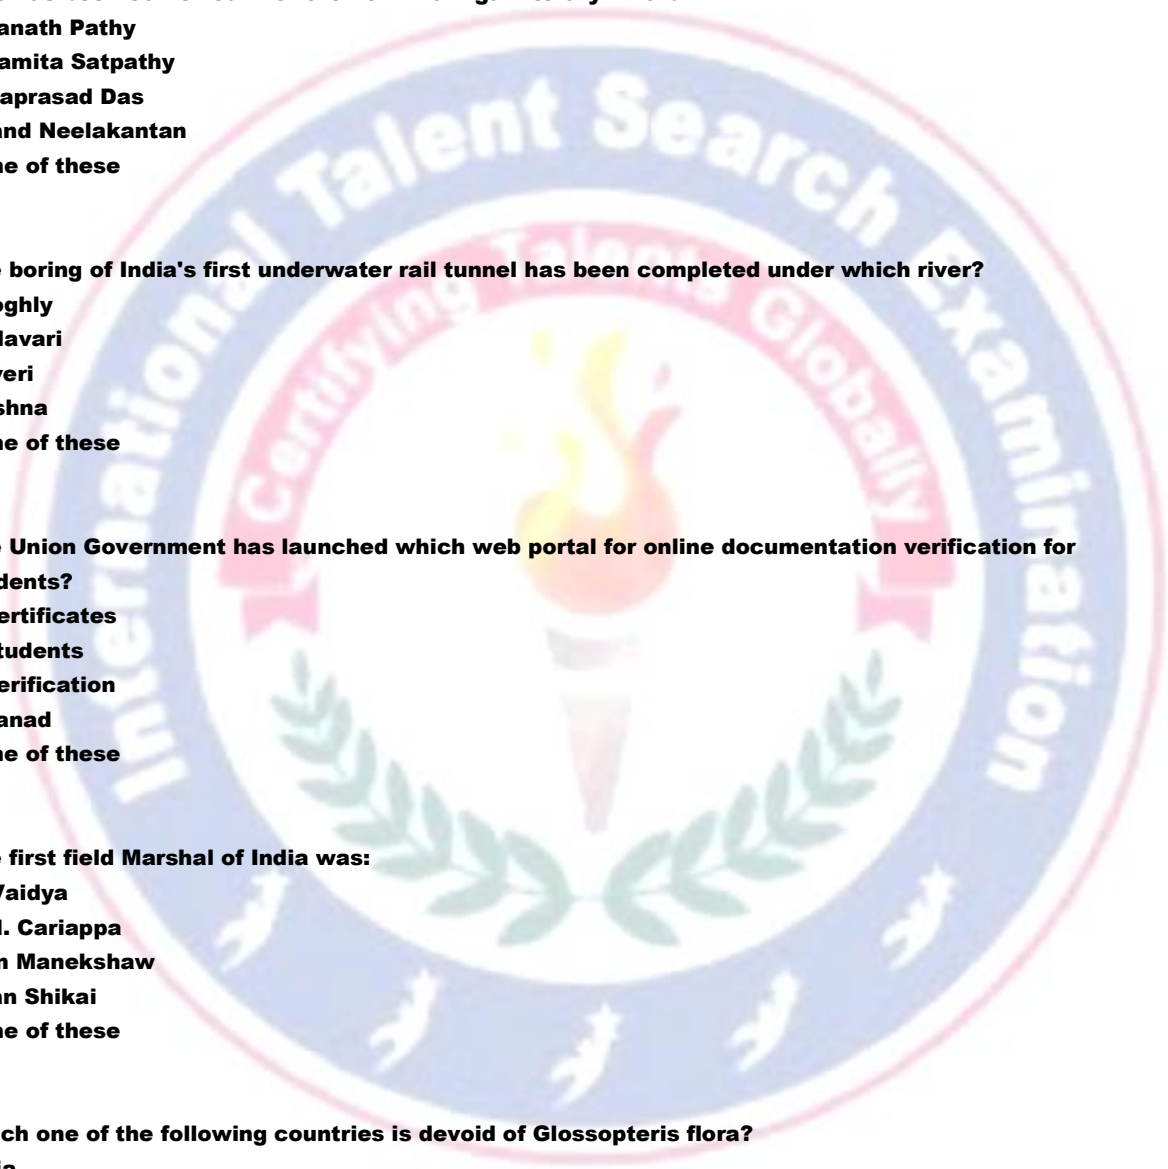 anath Pathy
amita Satpathy
aprasad Das
nd Neelakantan
ne of these
boring of India's first underwater rail tunnel has been completed under which river?
oghly
davari
veri
shna
ne of these
Union Government has launched which web portal for online documentation verification for
dents?
ertificates
tudents
erification
anad
ne of these
first field Marshal of India was:
Vaidya
. Cariappa
n Manekshaw
an Shikai
ne of these
ch one of the following countries is devoid of Glossopteris flora?
International Talent Search Examination
Certifying Talents Globally